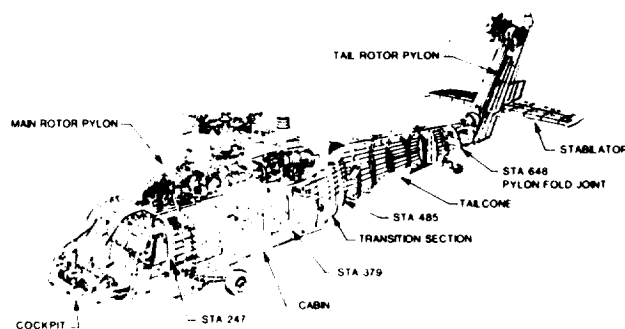 TAIL ROTOR PYLON
MAIN ROTOR PYLON
STABILATOR
STA 648
PYLON FOLD JOINT
TAILCONE
STA 485
TRANSITION SECTION
STA 379
CABIN
STA 247
COCKPIT